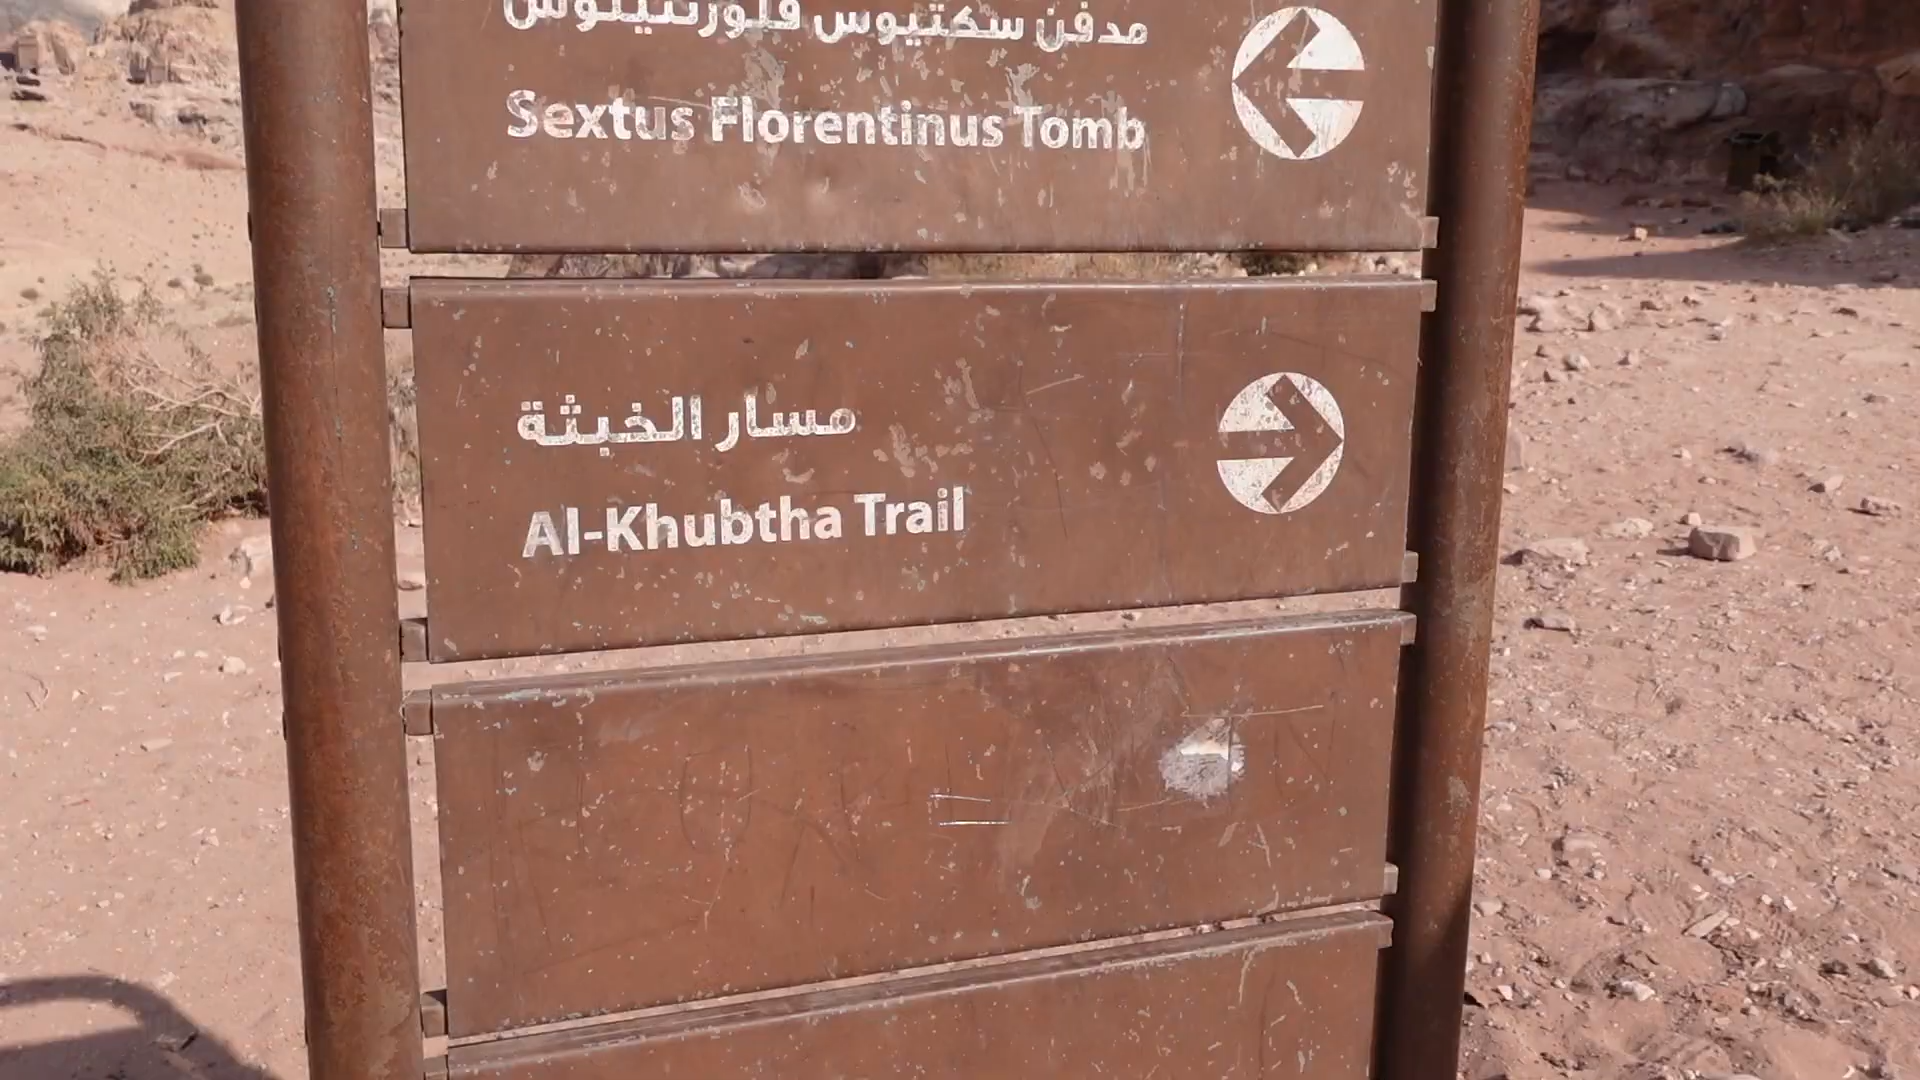 مدفن سكتيوس فلورنتينوس
Sextus Florentinus Tomb
مسار الخبثة
Al-Khubtha Trail